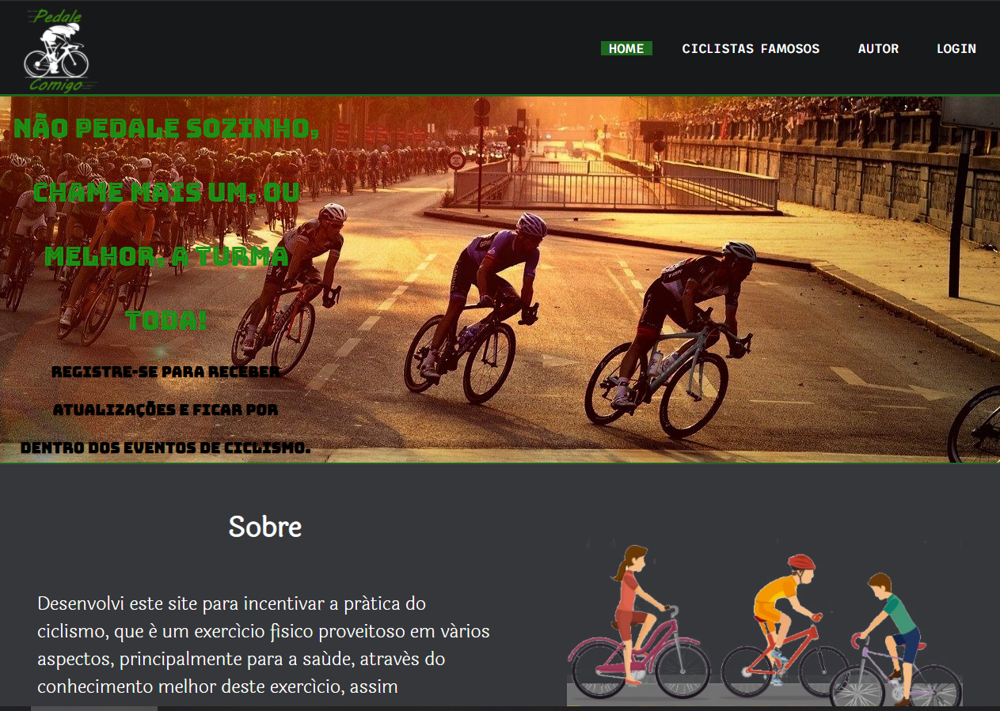 Pedale
Comigo
HOME CICLISTAS FAMOSOS AUTOR LOGIN
NÃO PEDALE SOZINHO,
CHAME MAIS UM, OU
MELHOR, A TURMA
TODA!
REGISTRE-SE PARA RECEBER
ATUALIZAÇÕES E FICAR POR
DENTRO DOS EVENTOS DE CICLISMO.
Sobre
Desenvolvi este site para incentivar a pràtica do
ciclismo, que è um exercìcio fìsico proveitoso em vàrios
aspectos, principalmente para a saùde, atravès do
conhecimento melhor deste exercìcio, assim